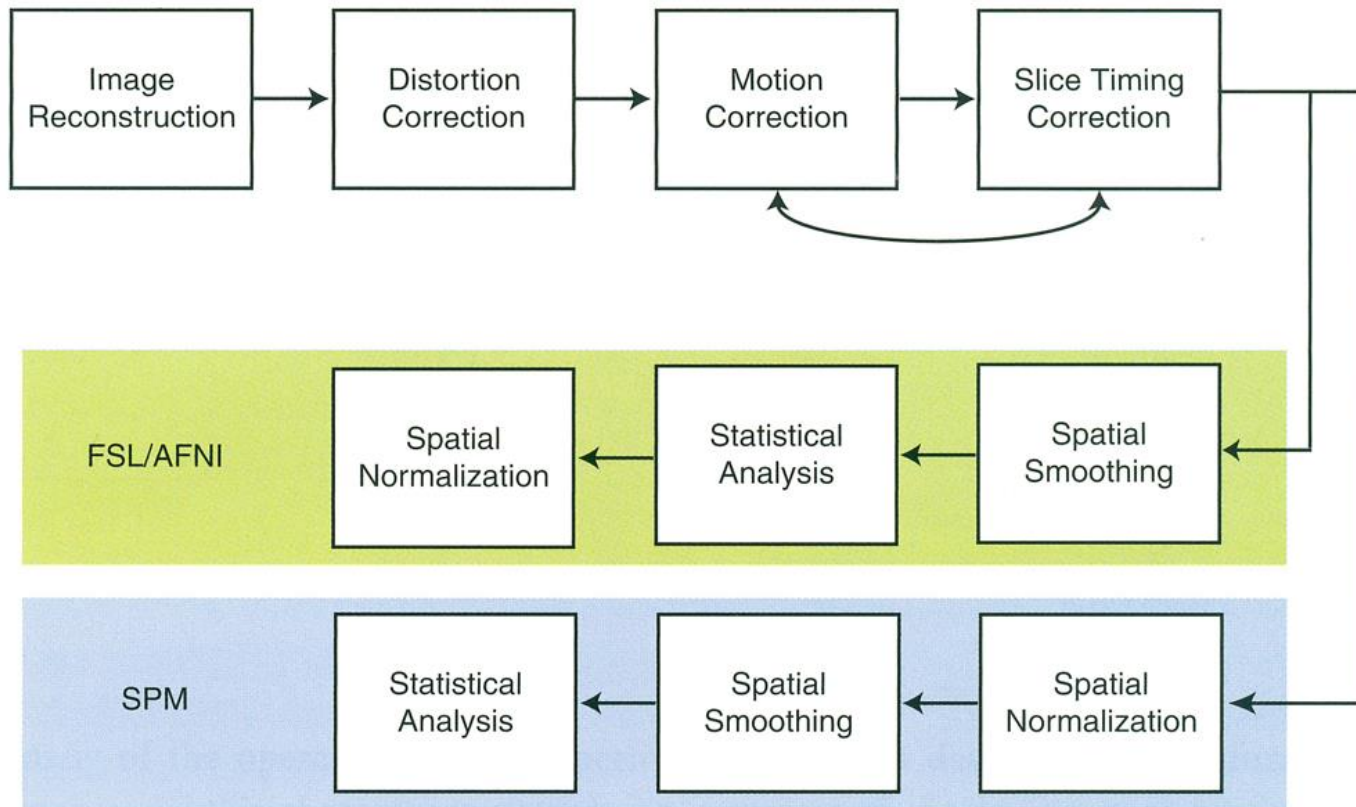 Image
Reconstruction
Distortion
Correction
Motion
Correction
Slice Timing
Correction
FSL/AFNI
Spatial
Normalization
Statistical
Analysis
Spatial
Smoothing
SPM
Statistical
Analysis
Spatial
Smoothing
Spatial
Normalization